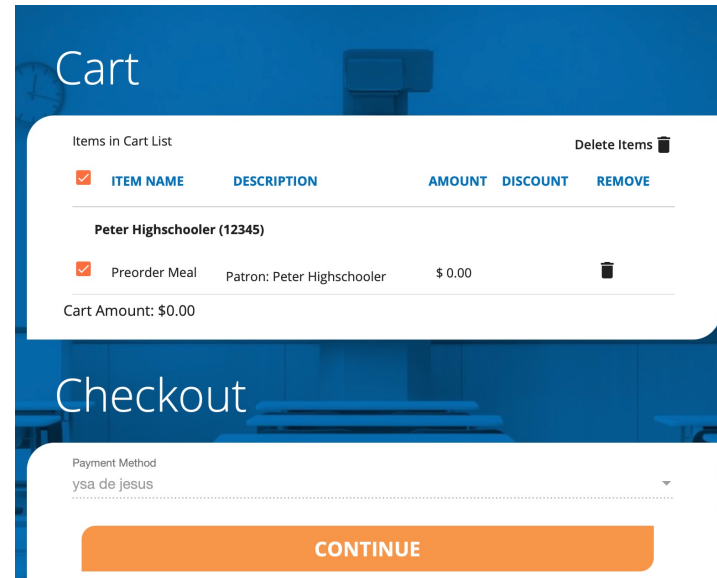 Cart
Items in Cart List
Delete Items
ITEM NAME DESCRIPTION AMOUNT DISCOUNT REMOVE
Peter Highschooler (12345)
Preorder Meal Patron: Peter Highschooler $ 0.00
Cart Amount: $0.00
Checkout
Payment Method
ysa de jesus
CONTINUE